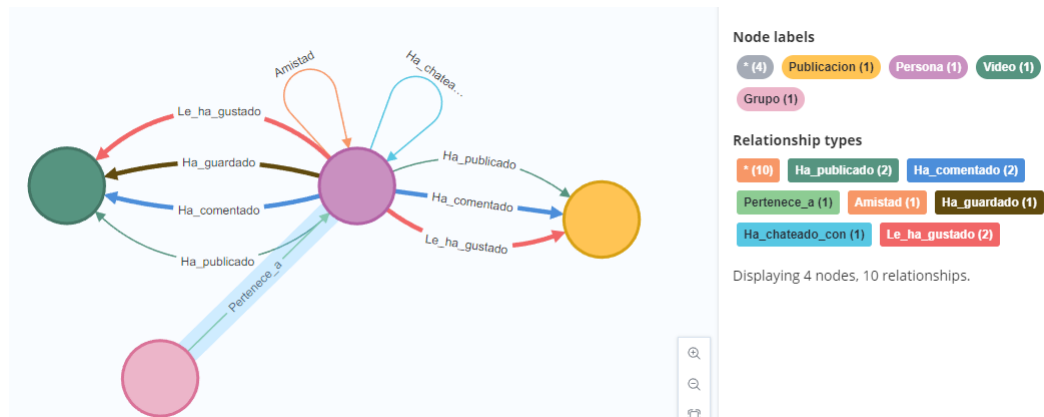 Amistad
Ha_chatea...
Le_ha_gustado
Ha_guardado
Ha_comentado
Ha_publicado
Ha_publicado
Ha_comentado
Le_ha_gustado
Pertenece_a
Node labels
* (4) Publicacion (1) Persona (1) Video (1)
Grupo (1)
Relationship types
* (10) Ha_publicado (2) Ha_comentado (2)
Pertenece_a (1) Amistad (1) Ha_guardado (1)
Ha_chateado_con (1) Le_ha_gustado (2)
Displaying 4 nodes, 10 relationships.